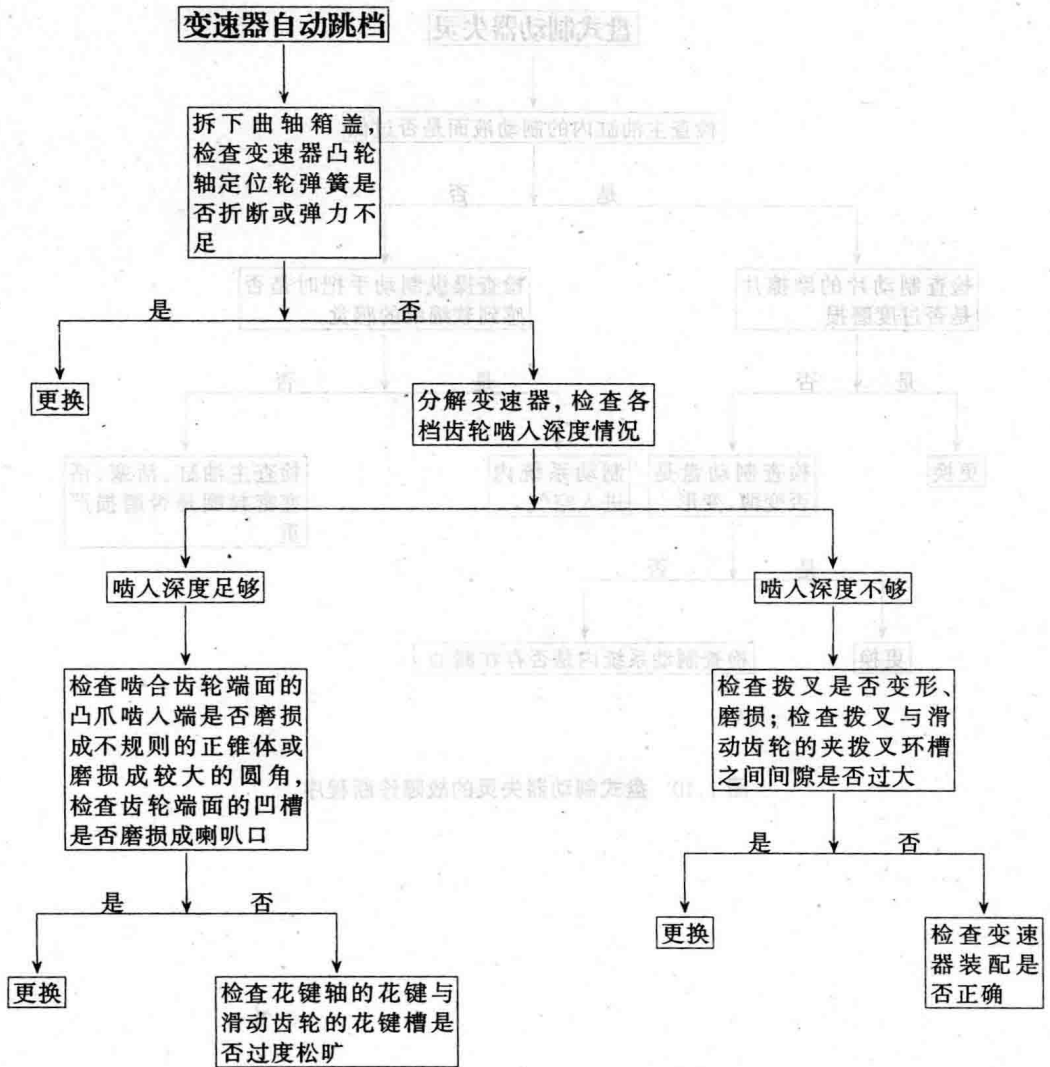 变速器自动跳档
拆下曲轴箱盖，
检查变速器凸轮
轴定位轮弹簧是
否折断或弹力不
足
是
否
更换
分解变速器，检查各
档齿轮啮入深度情况
啮入深度足够
啮入深度不够
检查啮合齿轮端面的
凸爪啮入端是否磨损
成不规则的正锥体或
磨损成较大的圆角，
检查齿轮端面的凹槽
是否磨损成喇叭口
检查拨叉是否变形、
磨损；检查拨叉与滑
动齿轮的夹拨叉环槽
之间间隙是否过大
是
否
是
否
更换
检查花键轴的花键与
滑动齿轮的花键槽是
否过度松旷
更换
检查变速
器装配是
否正确